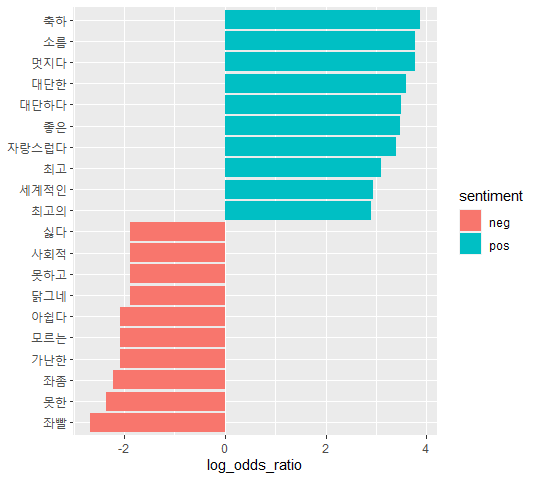 축하
소름
멋지다
대단한
대단하다
좋은
자랑스럽다
최고
세계적인
최고의
싫다
사회적
못하고
닭그네
아쉽다
모르는
가난한
좌좀
못한
좌빨
-2 0 2 4
log_odds_ratio
sentiment
neg
pos